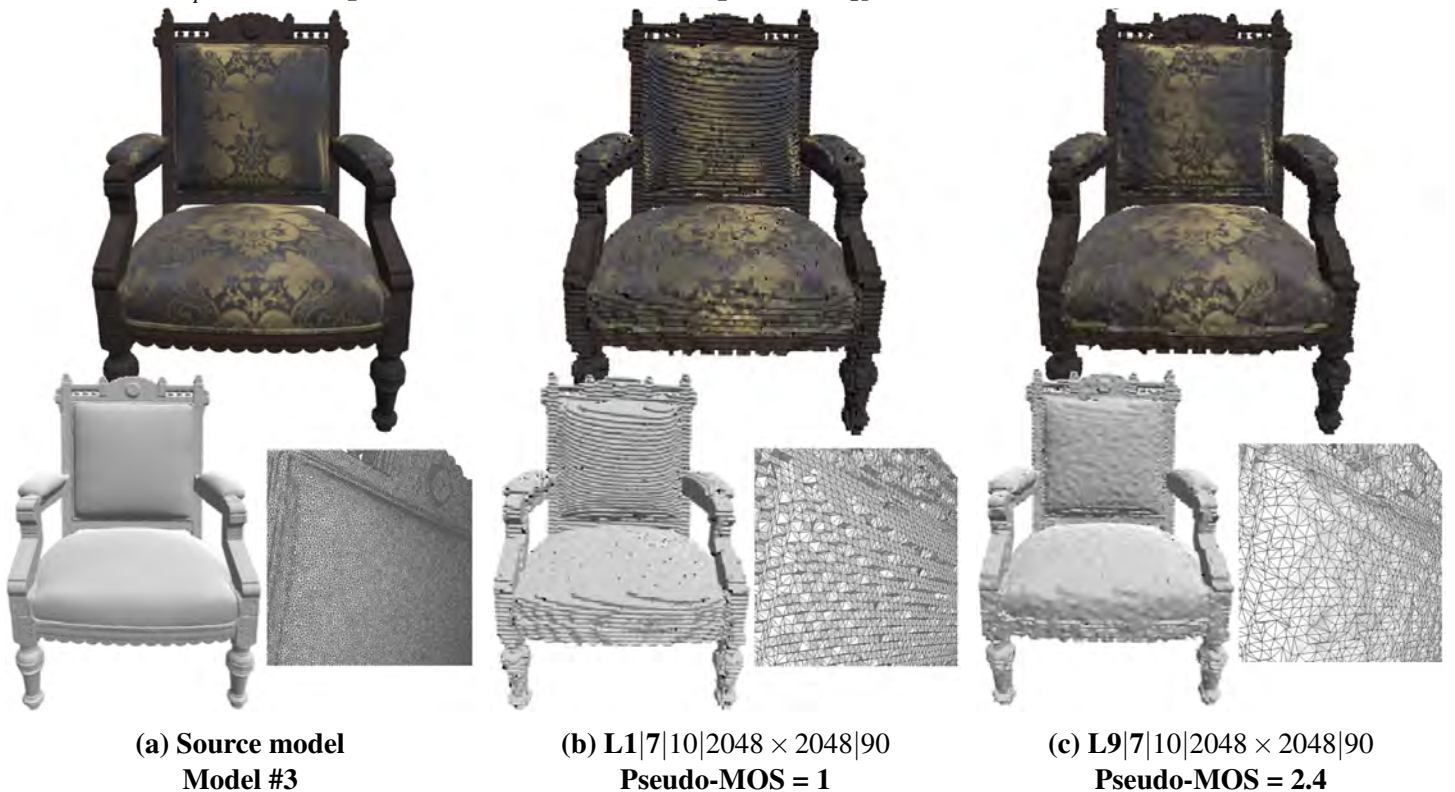 (a) Source model
Model #3
(b) L1|7|10|2048 × 2048|90
Pseudo-MOS = 1
(c) L9|7|10|2048 × 2048|90
Pseudo-MOS = 2.4